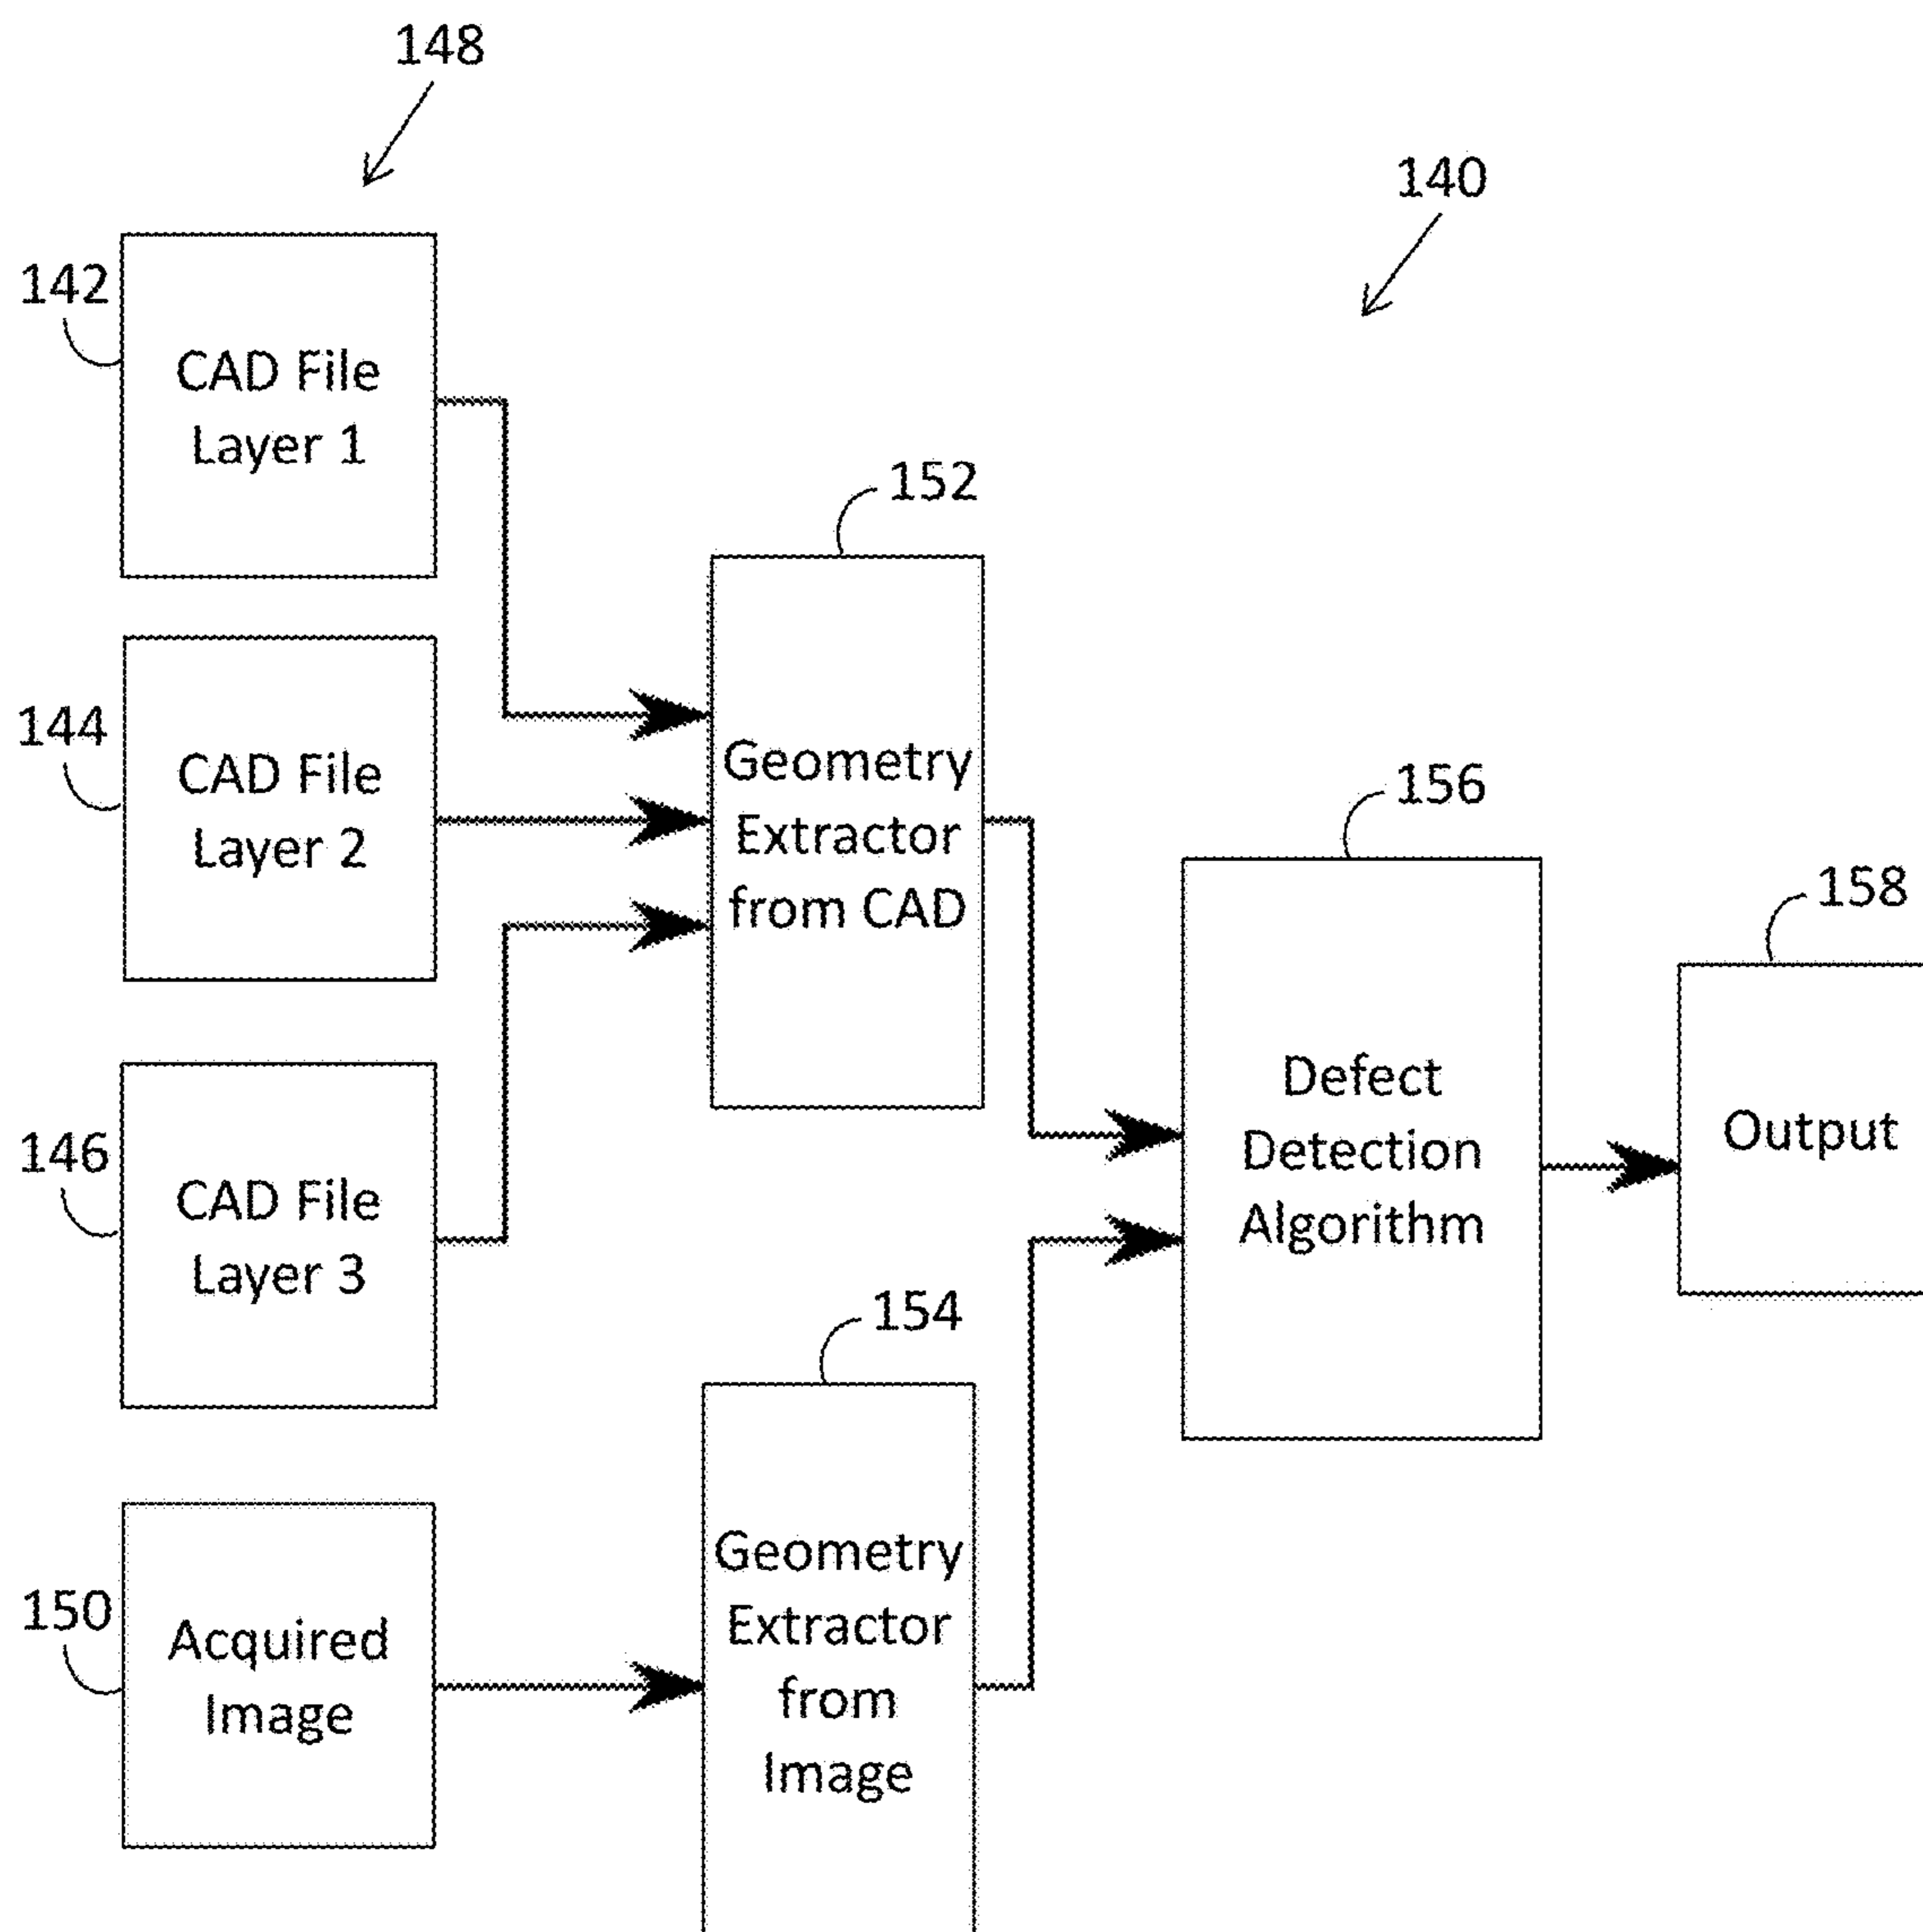 148
140
142
CAD File
Layer 1
152
144
CAD File
Layer 2
Geometry
Extractor
from CAD
156
158
146
CAD File
Layer 3
Defect
Detection
Algorithm
Output
154
150
Acquired
Image
Geometry
Extractor
from
Image